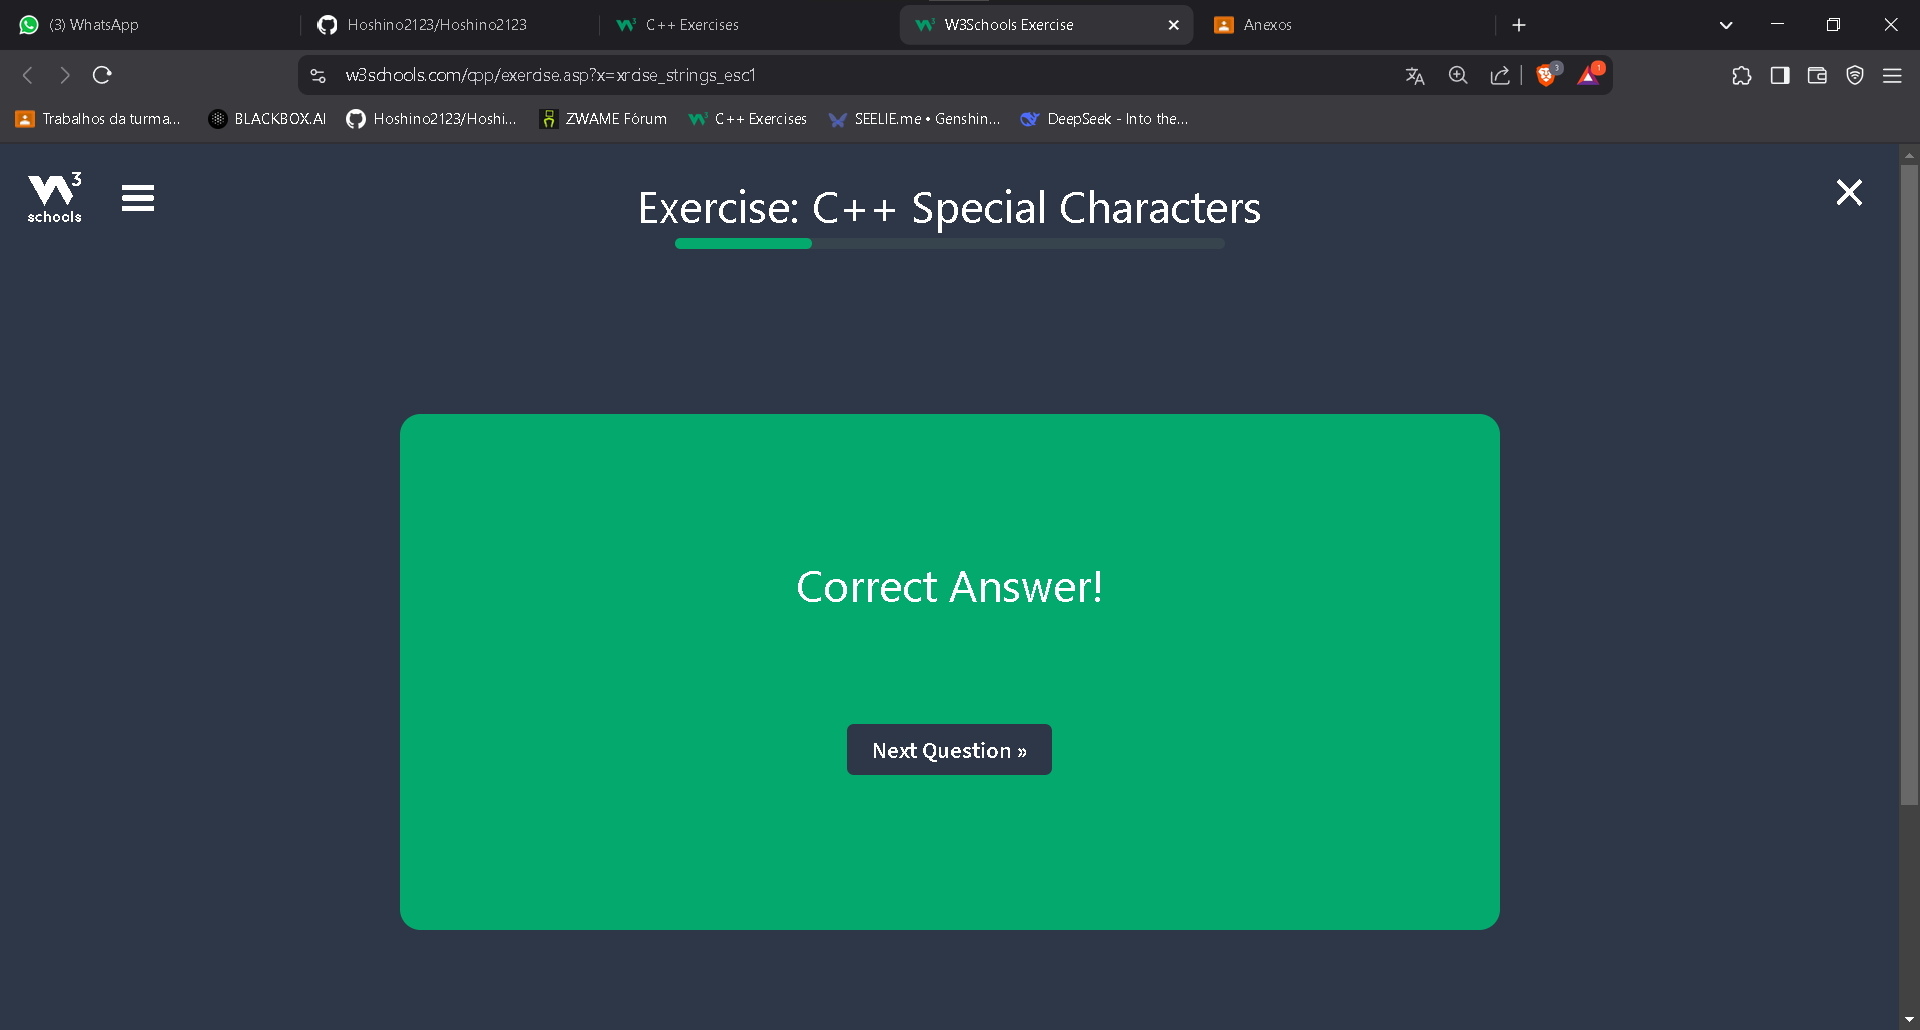 (3) WhatsApp
Hoshino2123/Hoshino2123
C++ Exercises
W3Schools Exercise
Anexos
w3schools.com/cpp/exercise.asp?x=xrcise_strings_esc1
3
1
Trabalhos da turma...
BLACKBOX.AI
Hoshino2123/Hoshi...
ZWAME Fórum
C++ Exercises
SEELIE.me • Genshin...
DeepSeek - Into the...
W3
schools
Exercise: C++ Special Characters
Correct Answer!
Next Question »